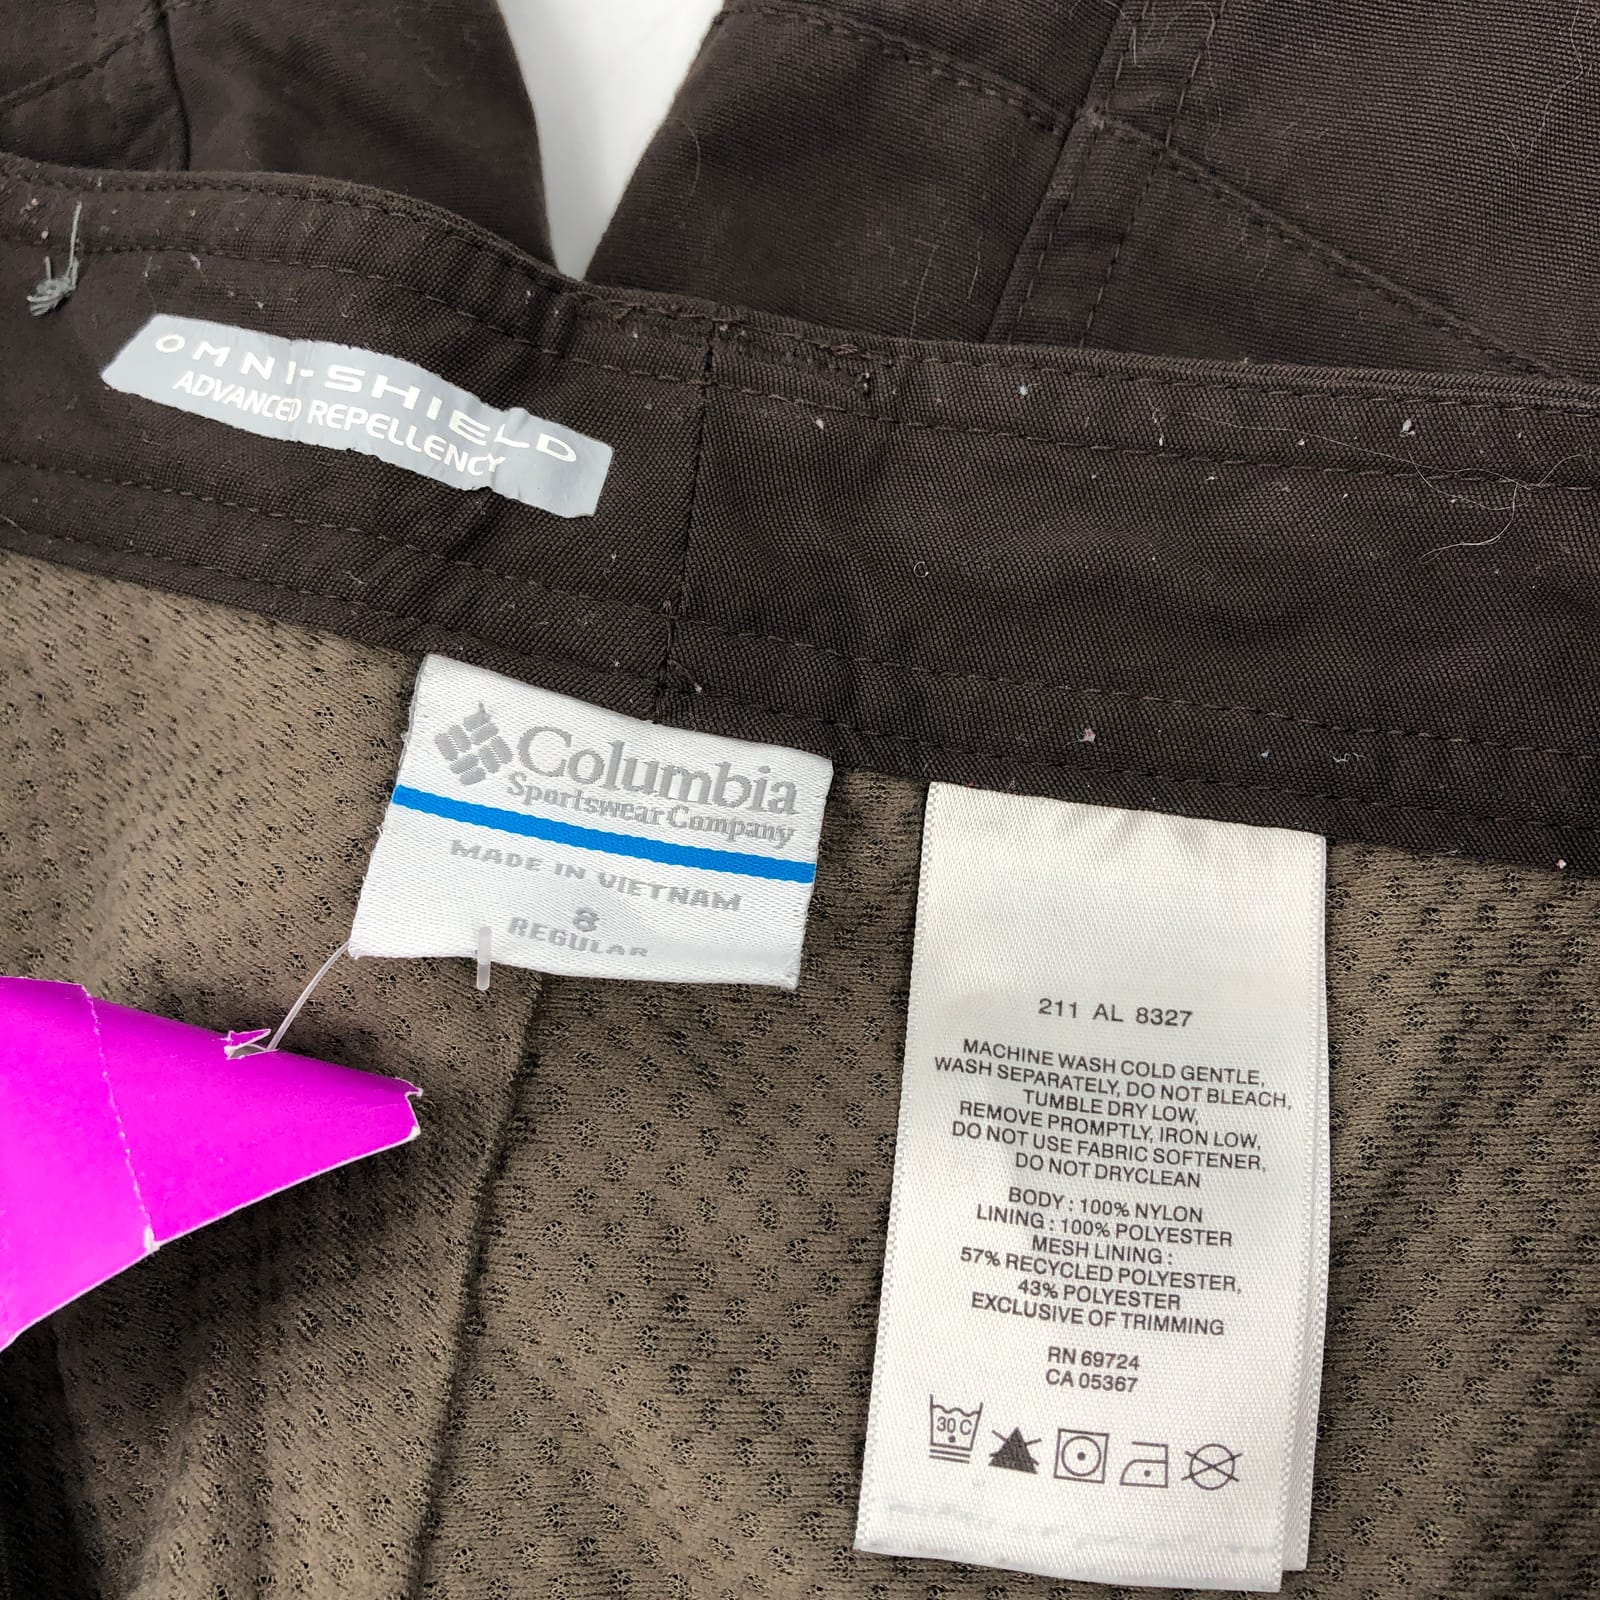 OMNI-SHIELD
ADVANCED REPELLENCY
Columbia
Sportswear Company
MADE IN VIETNAM
8
REGULAR
211 AL 8327
MACHINE WASH COLD GENTLE,
WASH SEPARATELY, DO NOT BLEACH,
TUMBLE DRY LOW,
REMOVE PROMPTLY, IRON LOW,
DO NOT USE FABRIC SOFTENER,
DO NOT DRYCLEAN
BODY : 100% NYLON
LINING : 100% POLYESTER
MESH LINING :
57% RECYCLED POLYESTER,
43% POLYESTER
EXCLUSIVE OF TRIMMING
RN 69724
CA 05367
30 C